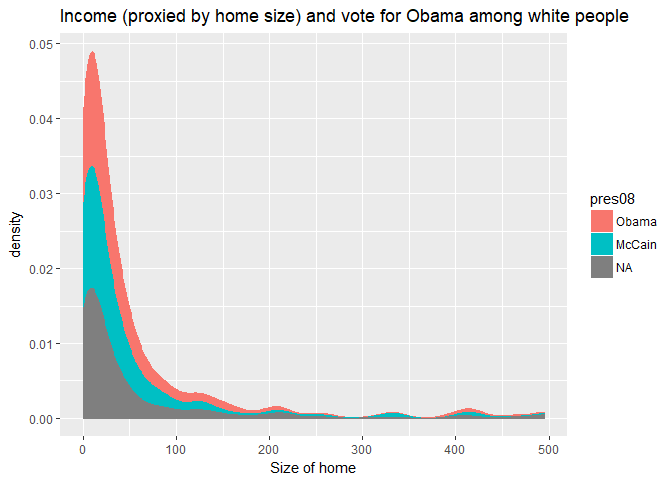 Income (proxied by home size) and vote for Obama among white people
0.05
0.04
0.03
0.02
0.01
0.00
density
0
100
200
300
400
500
Size of home
pres08
Obama
McCain
NA